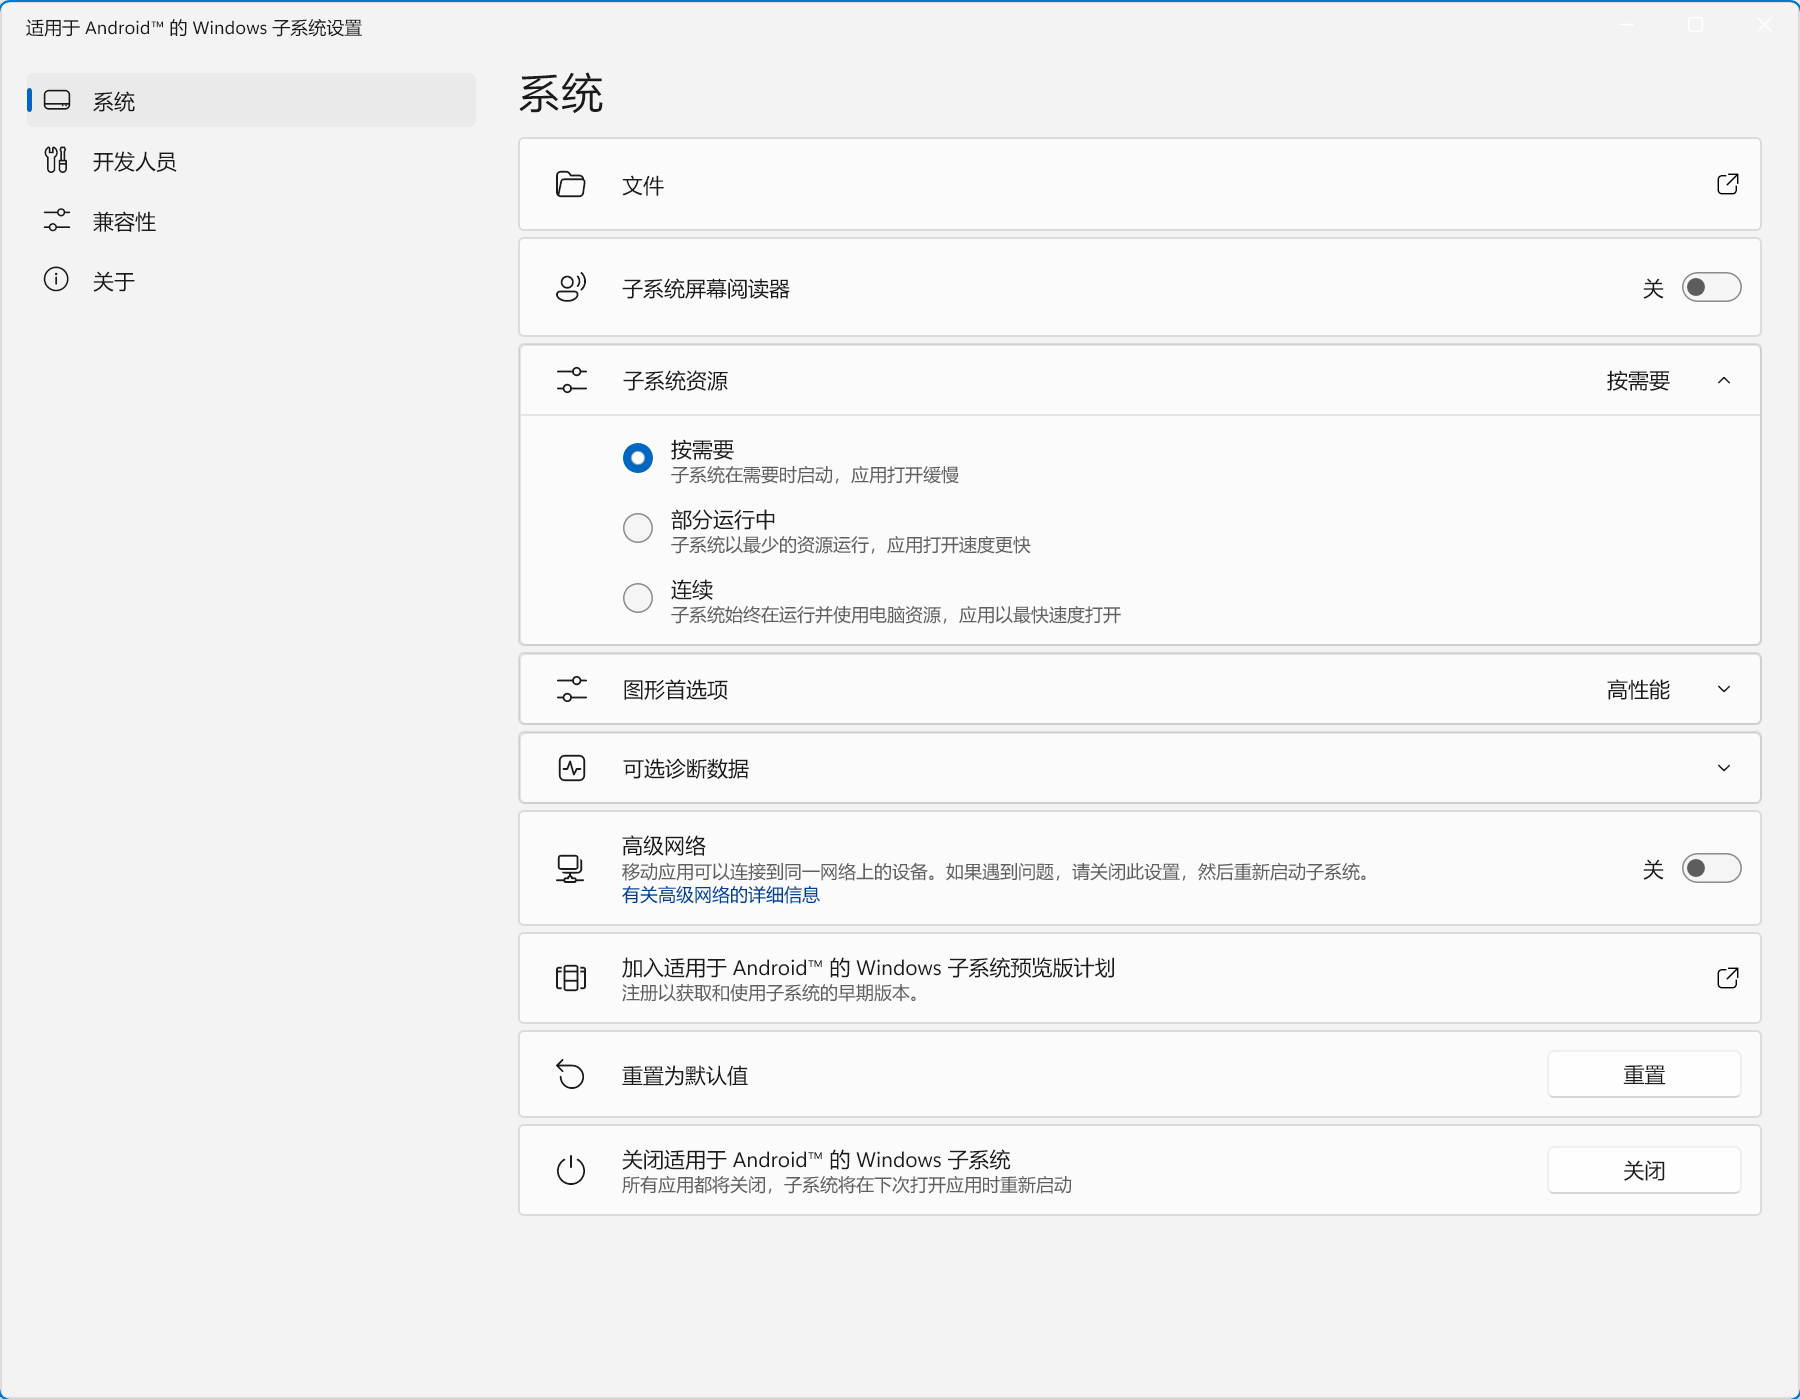 适用于 Android™ 的 Windows 子系统设置
系统
开发人员
兼容性
关于
系统
文件
子系统屏幕阅读器
关
子系统资源
按需要
按需要
子系统在需要时启动，应用打开缓慢
部分运行中
子系统以最少的资源运行，应用打开速度更快
连续
子系统始终在运行并使用电脑资源，应用以最快速度打开
图形首选项
高性能
可选诊断数据
高级网络
移动应用可以连接到同一网络上的设备。如果遇到问题，请关闭此设置，然后重新启动子系统。
有关高级网络的详细信息
关
加入适用于 Android™ 的 Windows 子系统预览版计划
注册以获取和使用子系统的早期版本。
重置为默认值
重置
关闭适用于 Android™ 的 Windows 子系统
所有应用都将关闭，子系统将在下次打开应用时重新启动
关闭